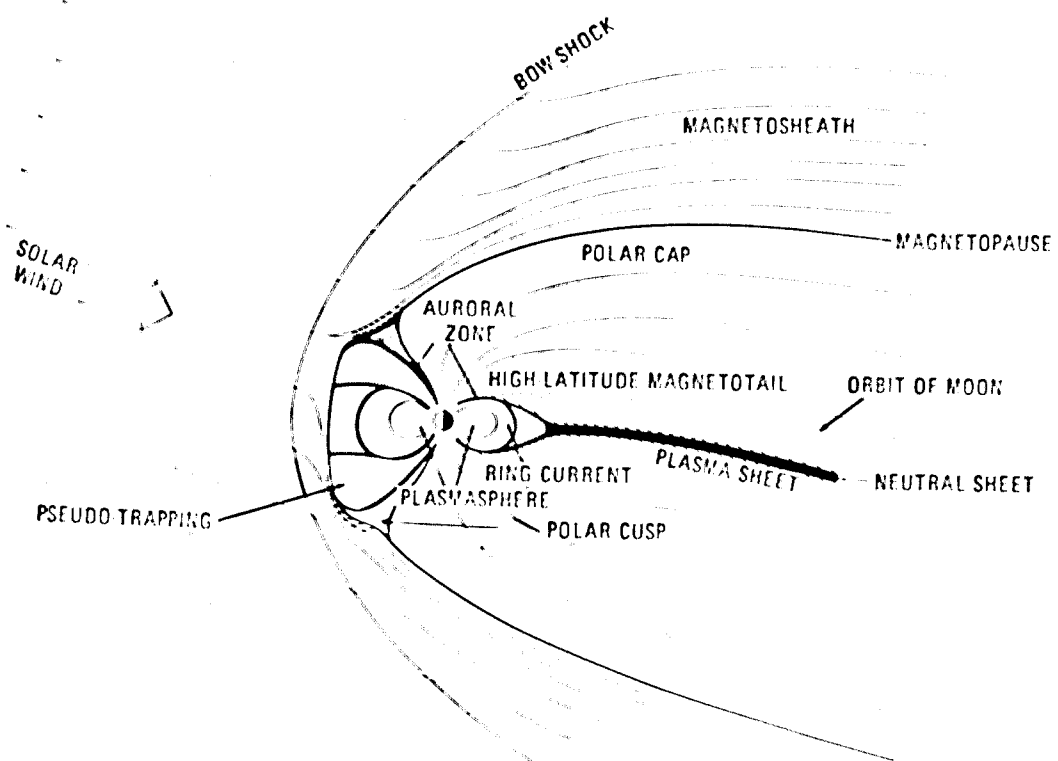 BOW SHOCK
MAGNETOSHEATH
MAGNETOPAUSE
SOLAR
WIND
POLAR CAP
AURORAL
ZONE
HIGH LATITUDE MAGNETOTAIL
ORBIT OF MOON
RING CURRENT
PLASMA SHEET
NEUTRAL SHEET
PLASMASPHERE
PSEUDO TRAPPING
POLAR CUSP